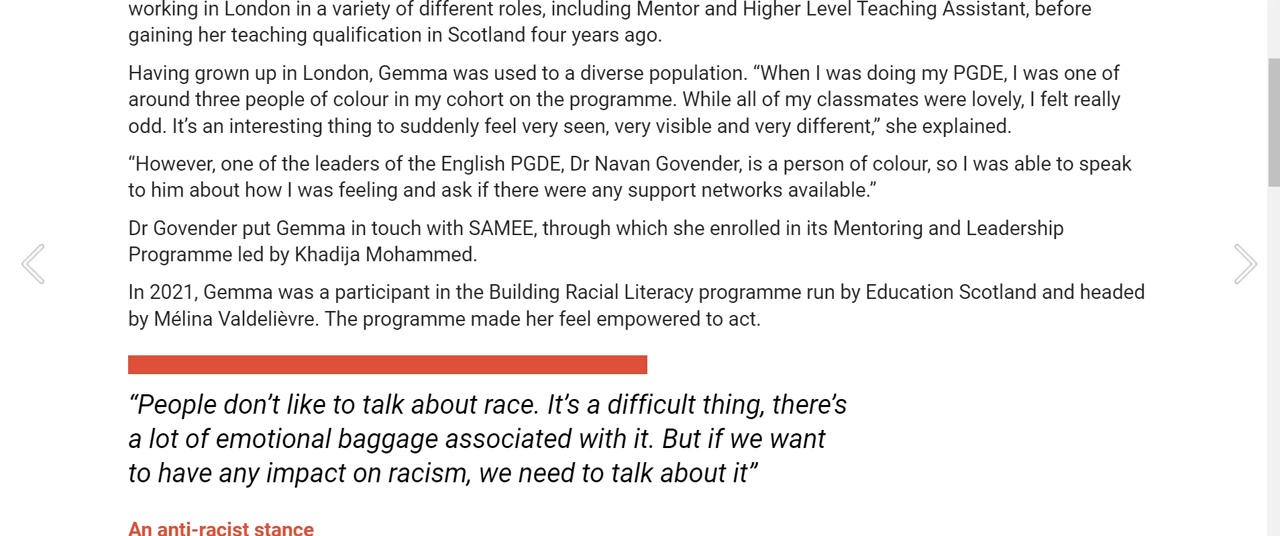 working in London in a variety of different roles, including Mentor and Higher Level Teaching Assistant, before
gaining her teaching qualification in Scotland four years ago.
Having grown up in London, Gemma was used to a diverse population. “When I was doing my PGDE, I was one of
around three people of colour in my cohort on the programme. While all of my classmates were lovely, I felt really
odd. It’s an interesting thing to suddenly feel very seen, very visible and very different,” she explained.
“However, one of the leaders of the English PGDE, Dr Navan Govender, is a person of colour, so I was able to speak
to him about how I was feeling and ask if there were any support networks available.”
Dr Govender put Gemma in touch with SAMEE, through which she enrolled in its Mentoring and Leadership
Programme led by Khadija Mohammed.
In 2021, Gemma was a participant in the Building Racial Literacy programme run by Education Scotland and headed
by Mélina Valdelièvre. The programme made her feel empowered to act.
“People don’t like to talk about race. It’s a difficult thing, there’s
a lot of emotional baggage associated with it. But if we want
to have any impact on racism, we need to talk about it”
An anti-racist stance